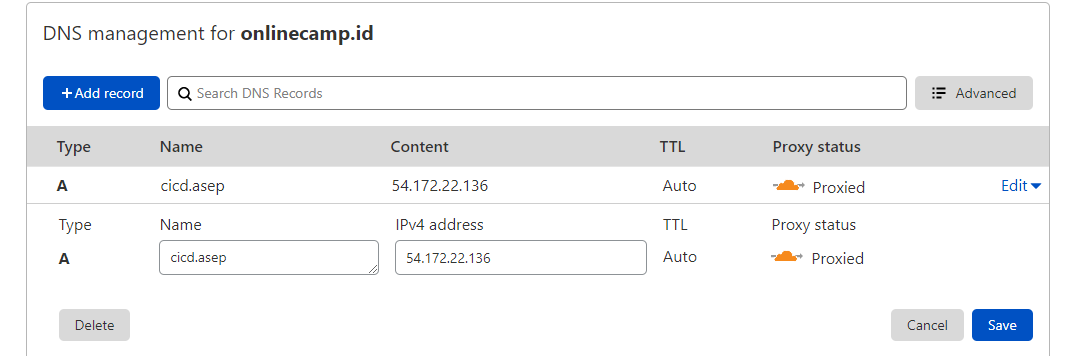 DNS management for onlinecamp.id
+ Add record Search DNS Records Advanced
Type Name Content TTL Proxy status
A cicd.asep 54.172.22.136 Auto Proxied Edit
Type Name IPv4 address TTL Proxy status
A cicd.asep 54.172.22.136 Auto Proxied
Delete Cancel Save